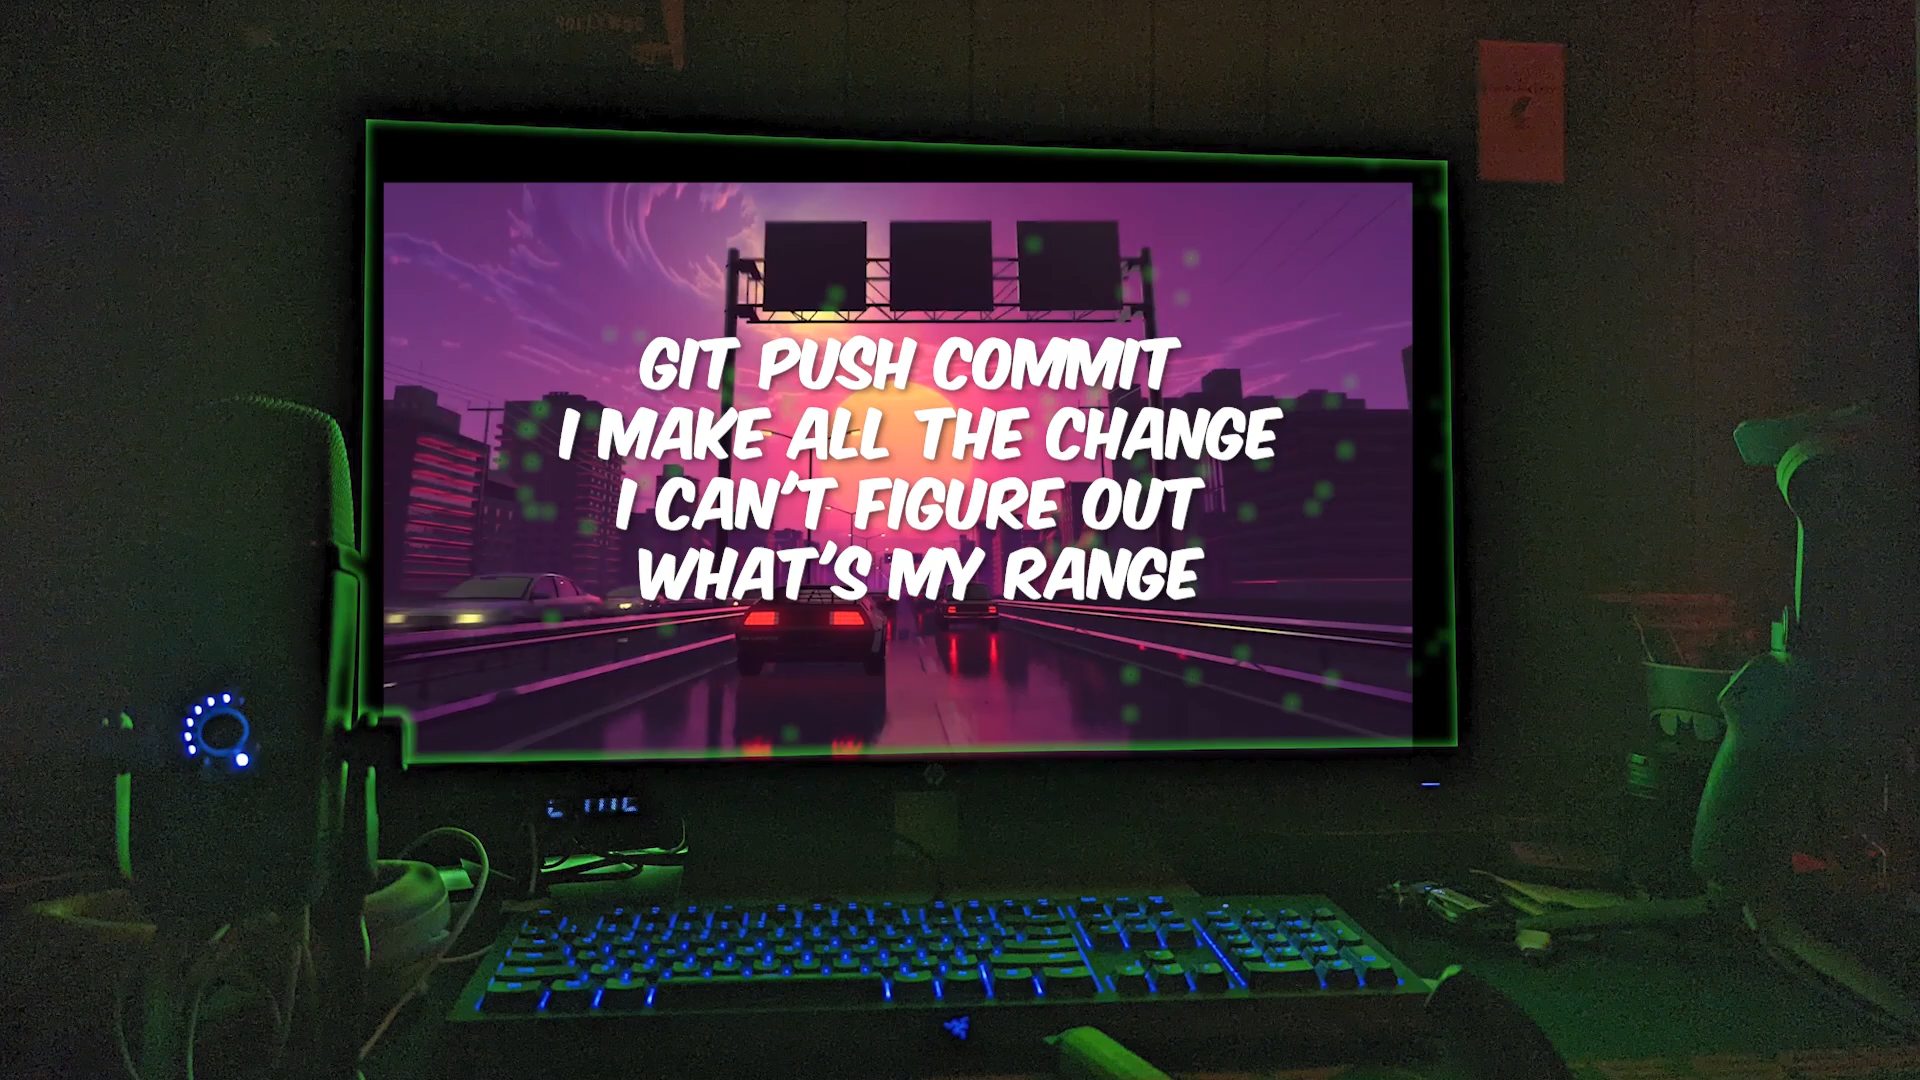 GIT PUSH COMMIT
I MAKE ALL THE CHANGE
I CAN'T FIGURE OUT
WHAT'S MY RANGE